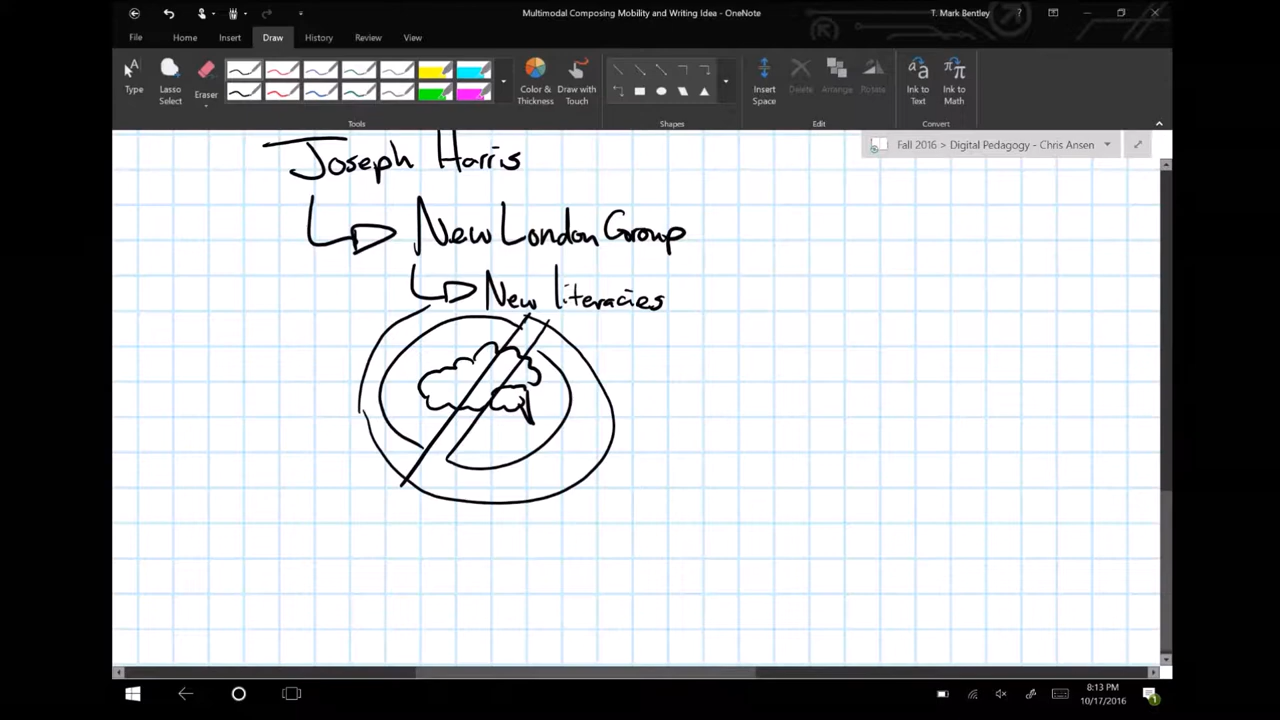 Multimodal Composing Mobility and Writing Idea - OneNote
T. Mark Bentley
?
File
Home
Insert
Draw
History
Review
View
Type
Lasso
Select
Eraser
Color &
Thickness
Draw with
Touch
Insert
Space
Delete
Arrange
Rotate
Ink to
Text
Ink to
Math
Tools
Shapes
Edit
Convert
Fall 2016 > Digital Pedagogy - Chris Ansen
Joseph Harris
New London Group
New literacies
8:13 PM
10/17/2016
1